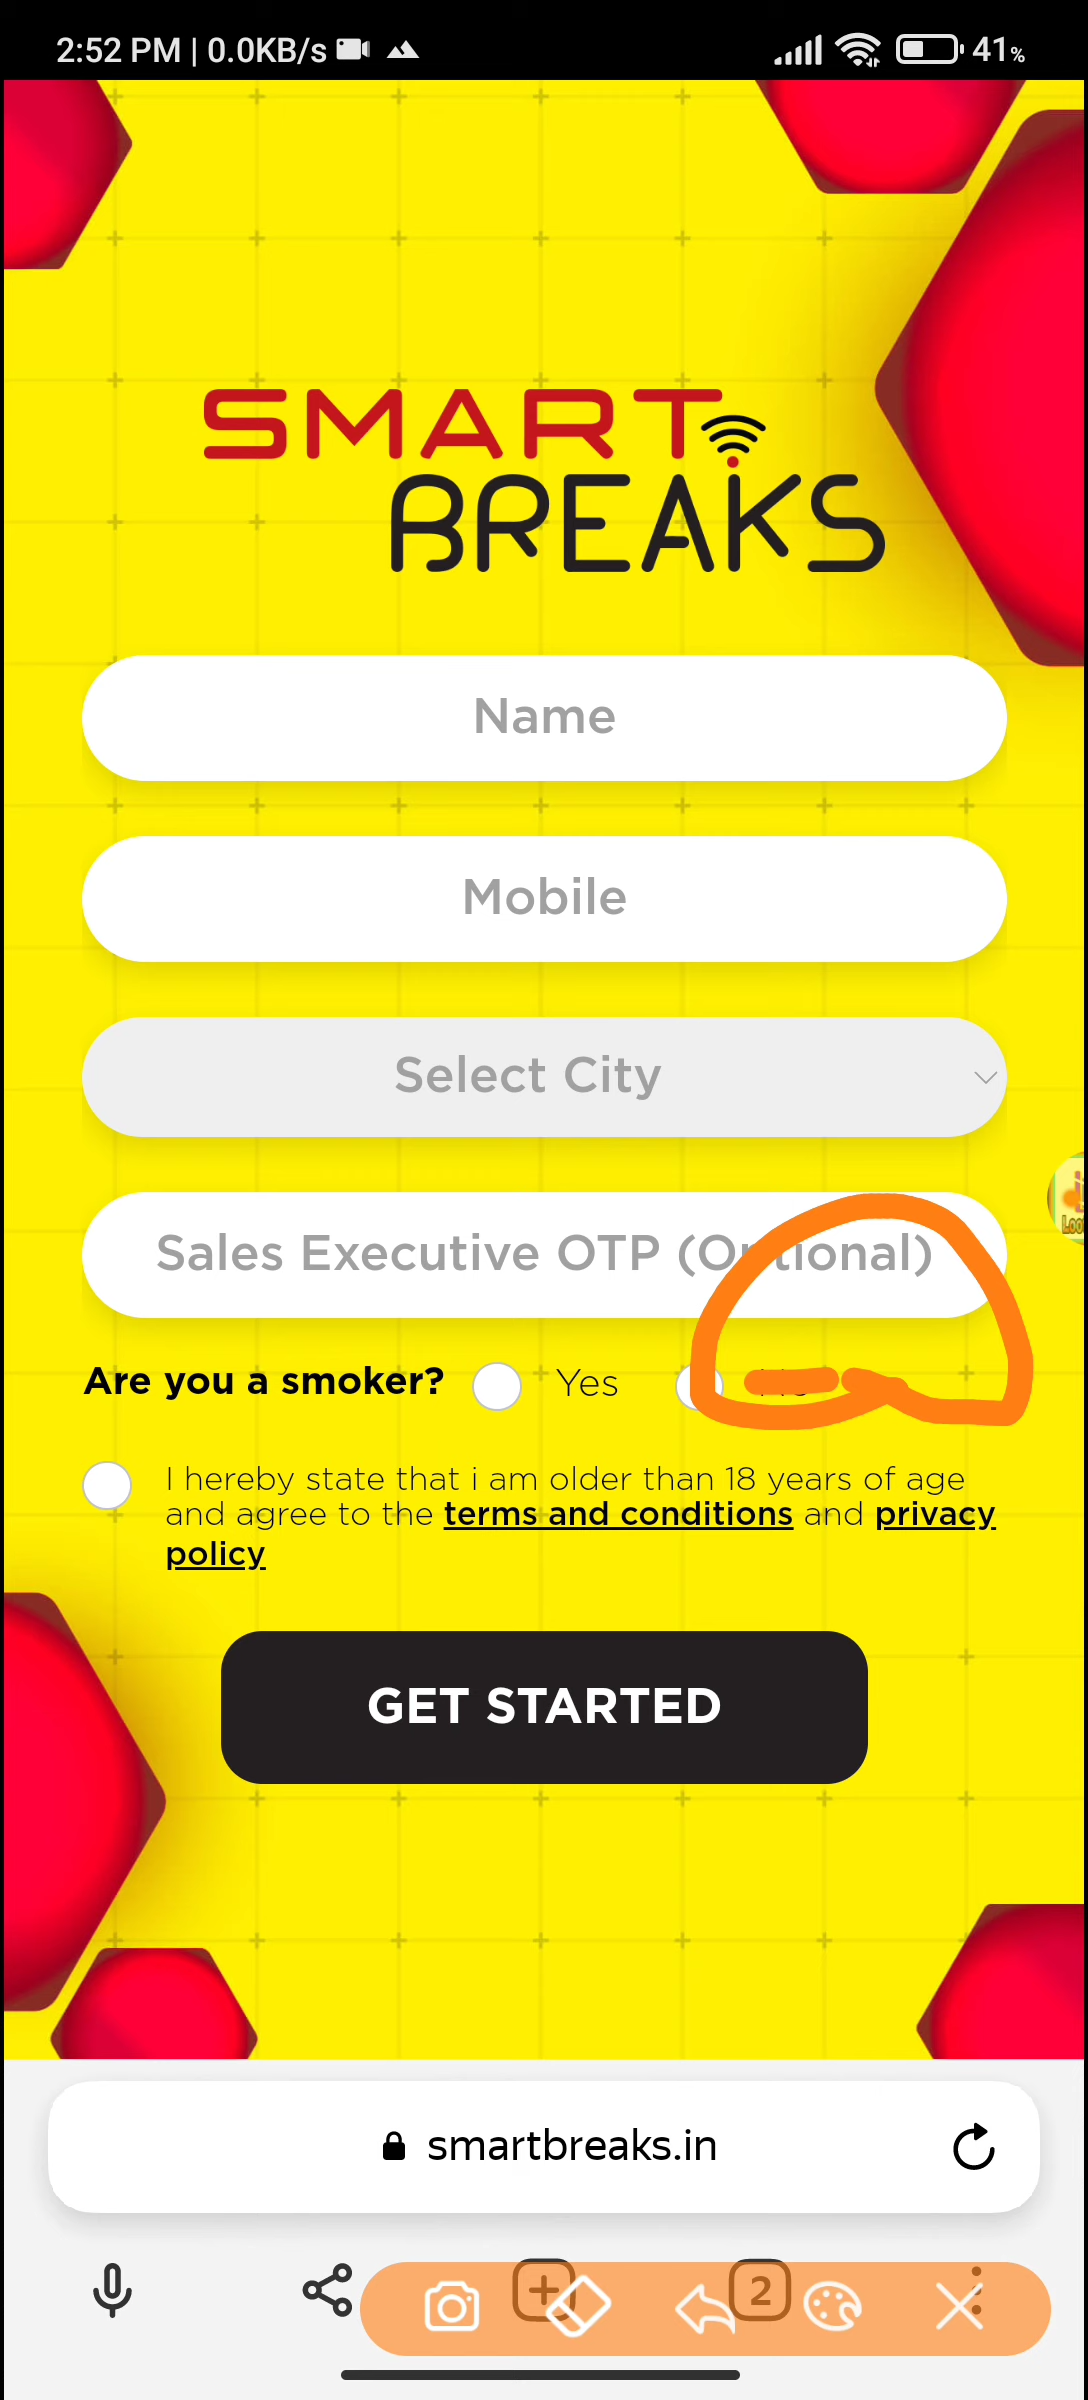 2:52 PM | 0.0KB/s 41%
SMART
BREAKS
Name
Mobile
Select City
Sales Executive OTP (Optional)
Are you a smoker? Yes No
I hereby state that i am older than 18 years of age
and agree to the terms and conditions and privacy
policy
GET STARTED
smartbreaks.in
2